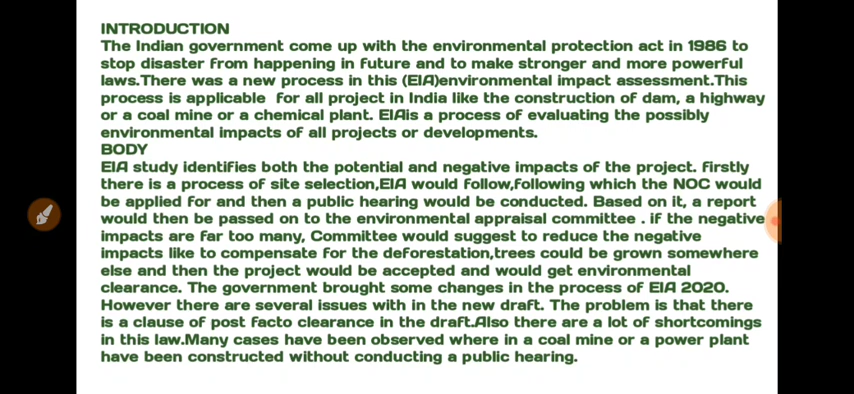 INTRODUCTION
The Indian government come up with the environmental protection act in 1986 to
stop disaster from happening in future and to make stronger and more powerful
laws.There was a new process in this (EIA)environmental impact assessment.This
process is applicable for all project in India like the construction of dam, a highway
or a coal mine or a chemical plant. EIAis a process of evaluating the possibly
environmental impacts of all projects or developments.
BODY
EIA study identifies both the potential and negative impacts of the project. firstly
there is a process of site selection,EIA would follow,following which the NOC would
be applied for and then a public hearing would be conducted. Based on it, a report
would then be passed on to the environmental appraisal committee . if the negative
impacts are far too many, Committee would suggest to reduce the negative
impacts like to compensate for the deforestation,trees could be grown somewhere
else and then the project would be accepted and would get environmental
clearance. The government brought some changes in the process of EIA 2020.
However there are several issues with in the new draft. The problem is that there
is a clause of post facto clearance in the draft.Also there are a lot of shortcomings
in this law.Many cases have been observed where in a coal mine or a power plant
have been constructed without conducting a public hearing.